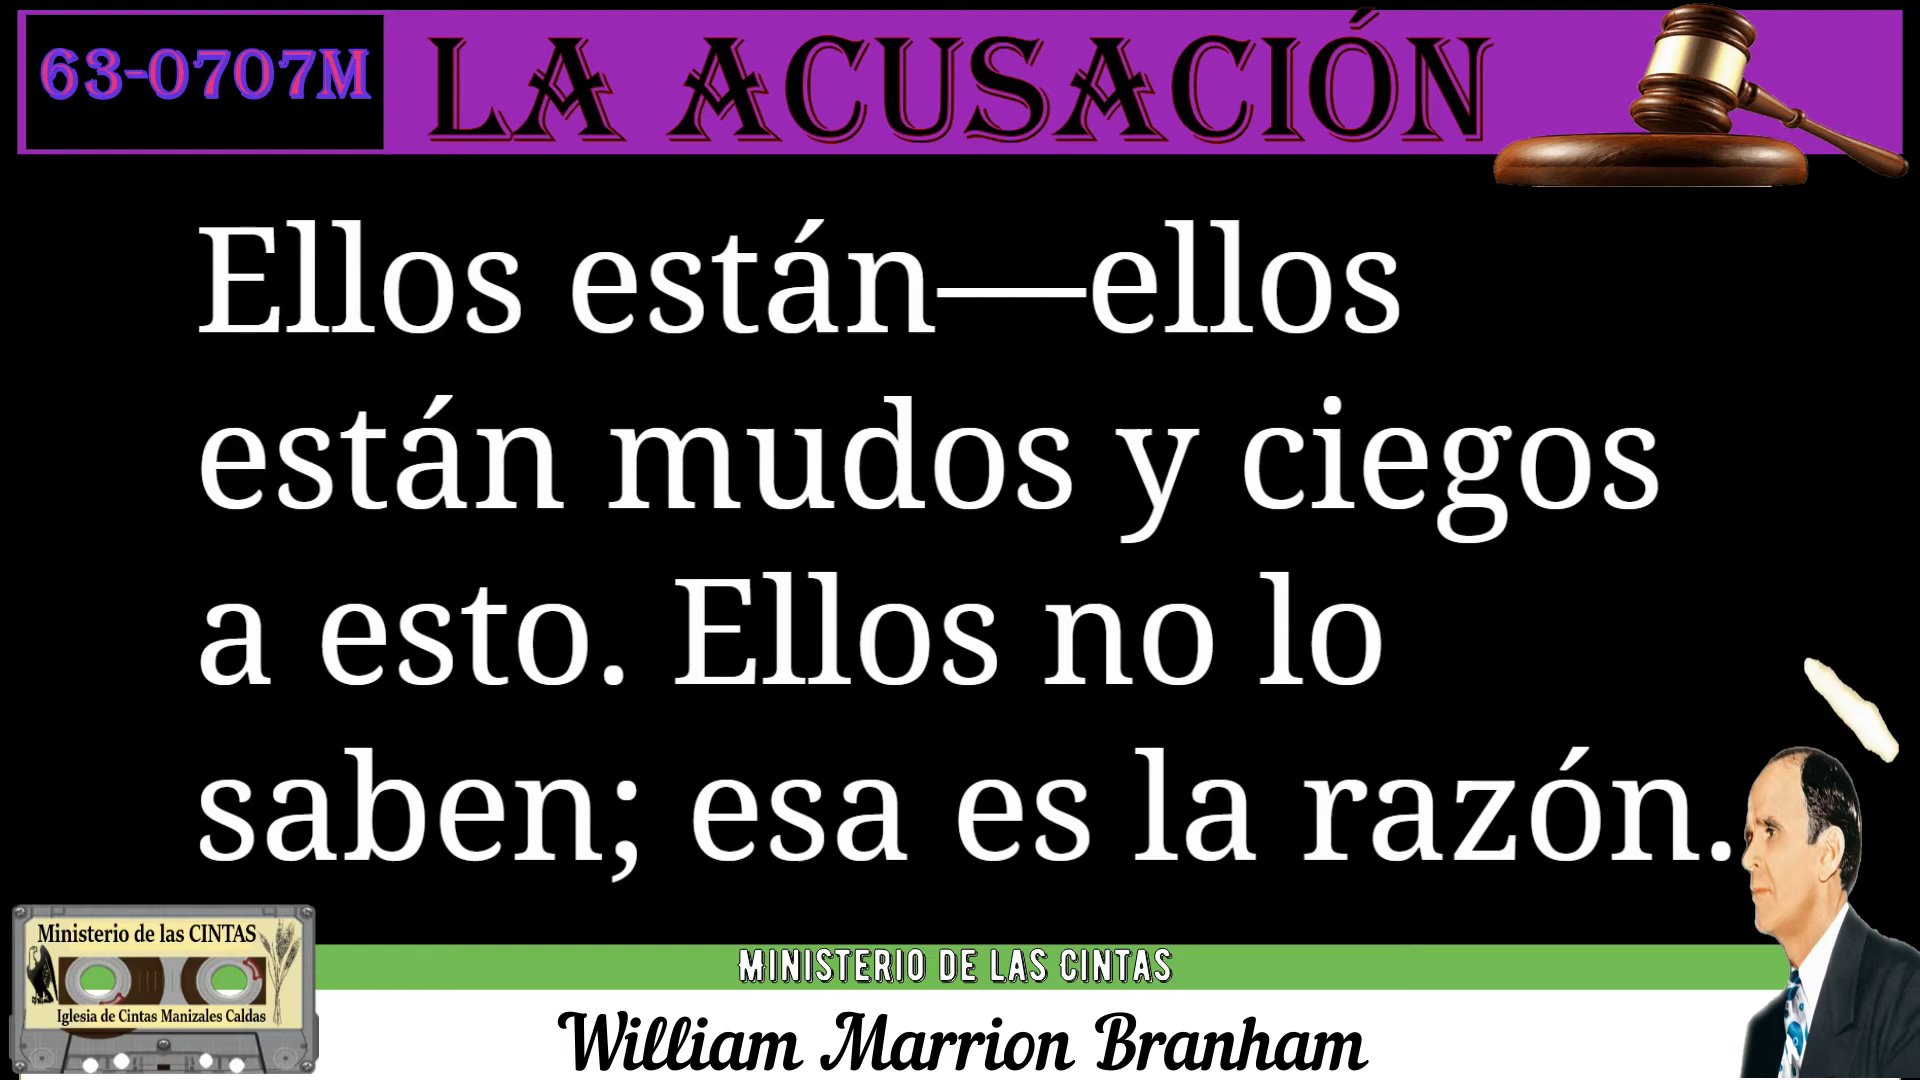 63-0707M
LA ACUSACIÓN
Ellos están—ellos
están mudos y ciegos
a esto. Ellos no lo
saben; esa es la razón.
Ministerio de las CINTAS
Iglesia de Cintas Manizales Caldas
MINISTERIO DE LAS CINTAS
William Marrion Branham